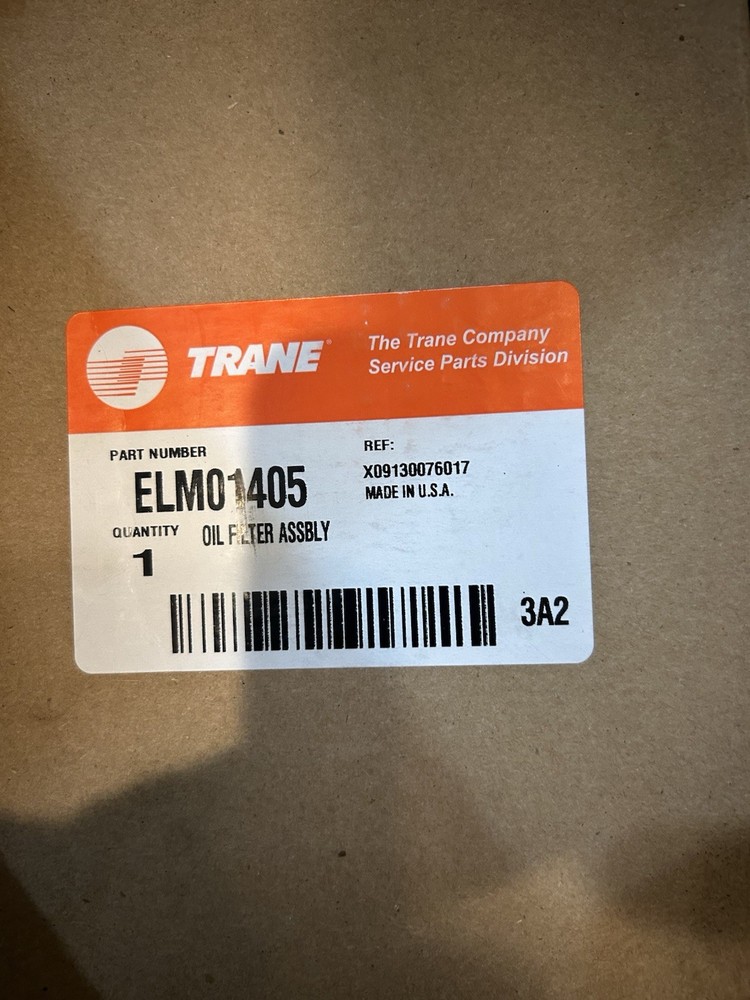 TRANE®
The Trane Company
Service Parts Division
PART NUMBER
ELM01405
REF:
X09130076017
MADE IN U.S.A.
QUANTITY
1
OIL FILTER ASSBLY
3A2